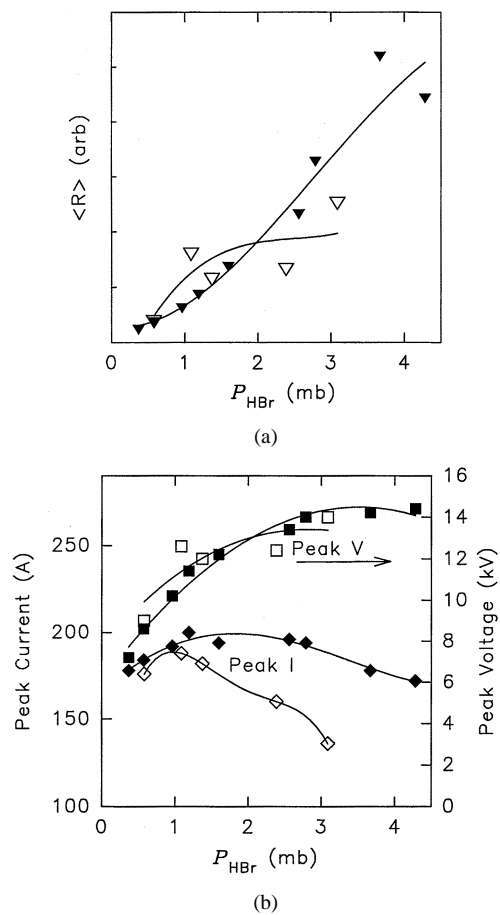 <R> (arb)
0 1 2 3 4
P_HBr (mb)
(a)
Peak Current (A)
250
200
150
100
16
14
12
10
8
6
4
2
0
Peak Voltage (kV)
Peak V
Peak I
0 1 2 3 4
P_HBr (mb)
(b)